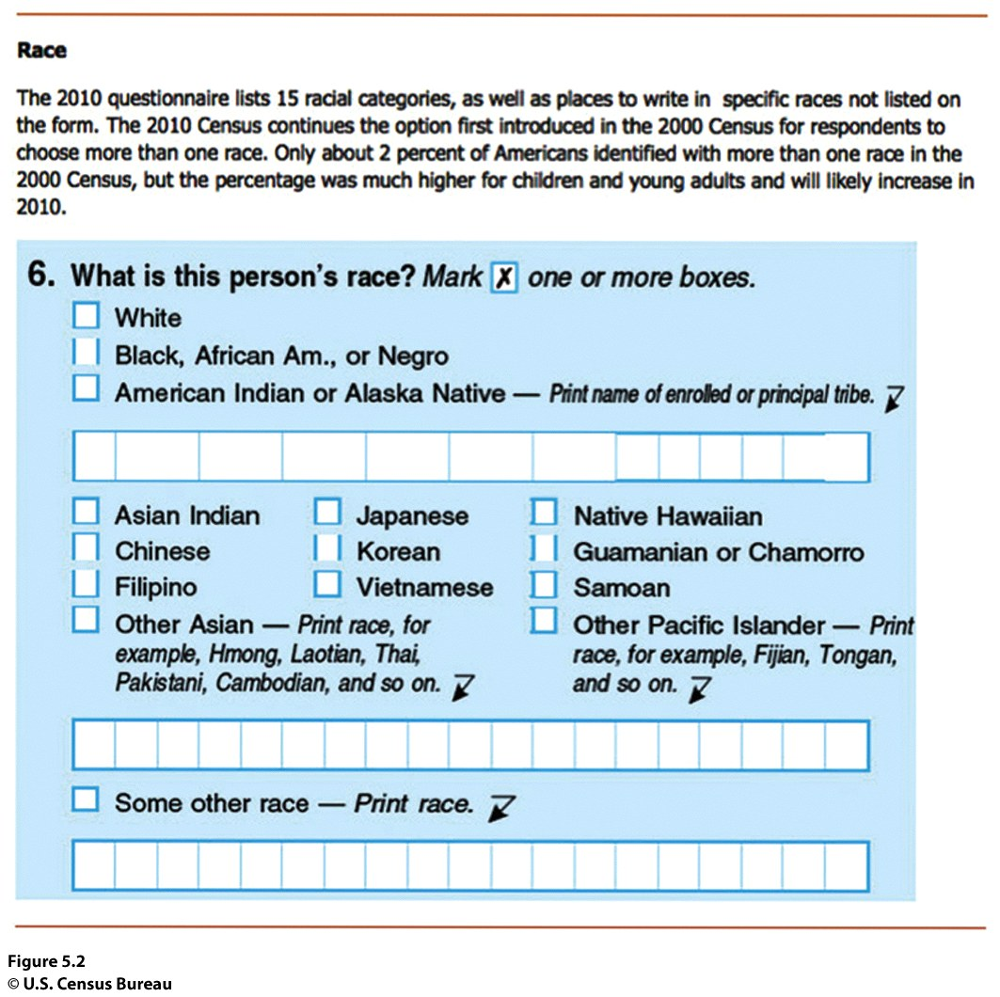 Race
The 2010 questionnaire lists 15 racial categories, as well as places to write in specific races not listed on
the form. The 2010 Census continues the option first introduced in the 2000 Census for respondents to
choose more than one race. Only about 2 percent of Americans identified with more than one race in the
2000 Census, but the percentage was much higher for children and young adults and will likely increase in
2010.
6. What is this person's race? Mark X one or more boxes.
White
Black, African Am., or Negro
American Indian or Alaska Native — Print name of enrolled or principal tribe.
Asian Indian
Chinese
Filipino
Other Asian — Print race, for
example, Hmong, Laotian, Thai,
Pakistani, Cambodian, and so on.
Japanese
Korean
Vietnamese
Native Hawaiian
Guamanian or Chamorro
Samoan
Other Pacific Islander — Print
race, for example, Fijian, Tongan,
and so on.
Some other race — Print race.
Figure 5.2
© U.S. Census Bureau